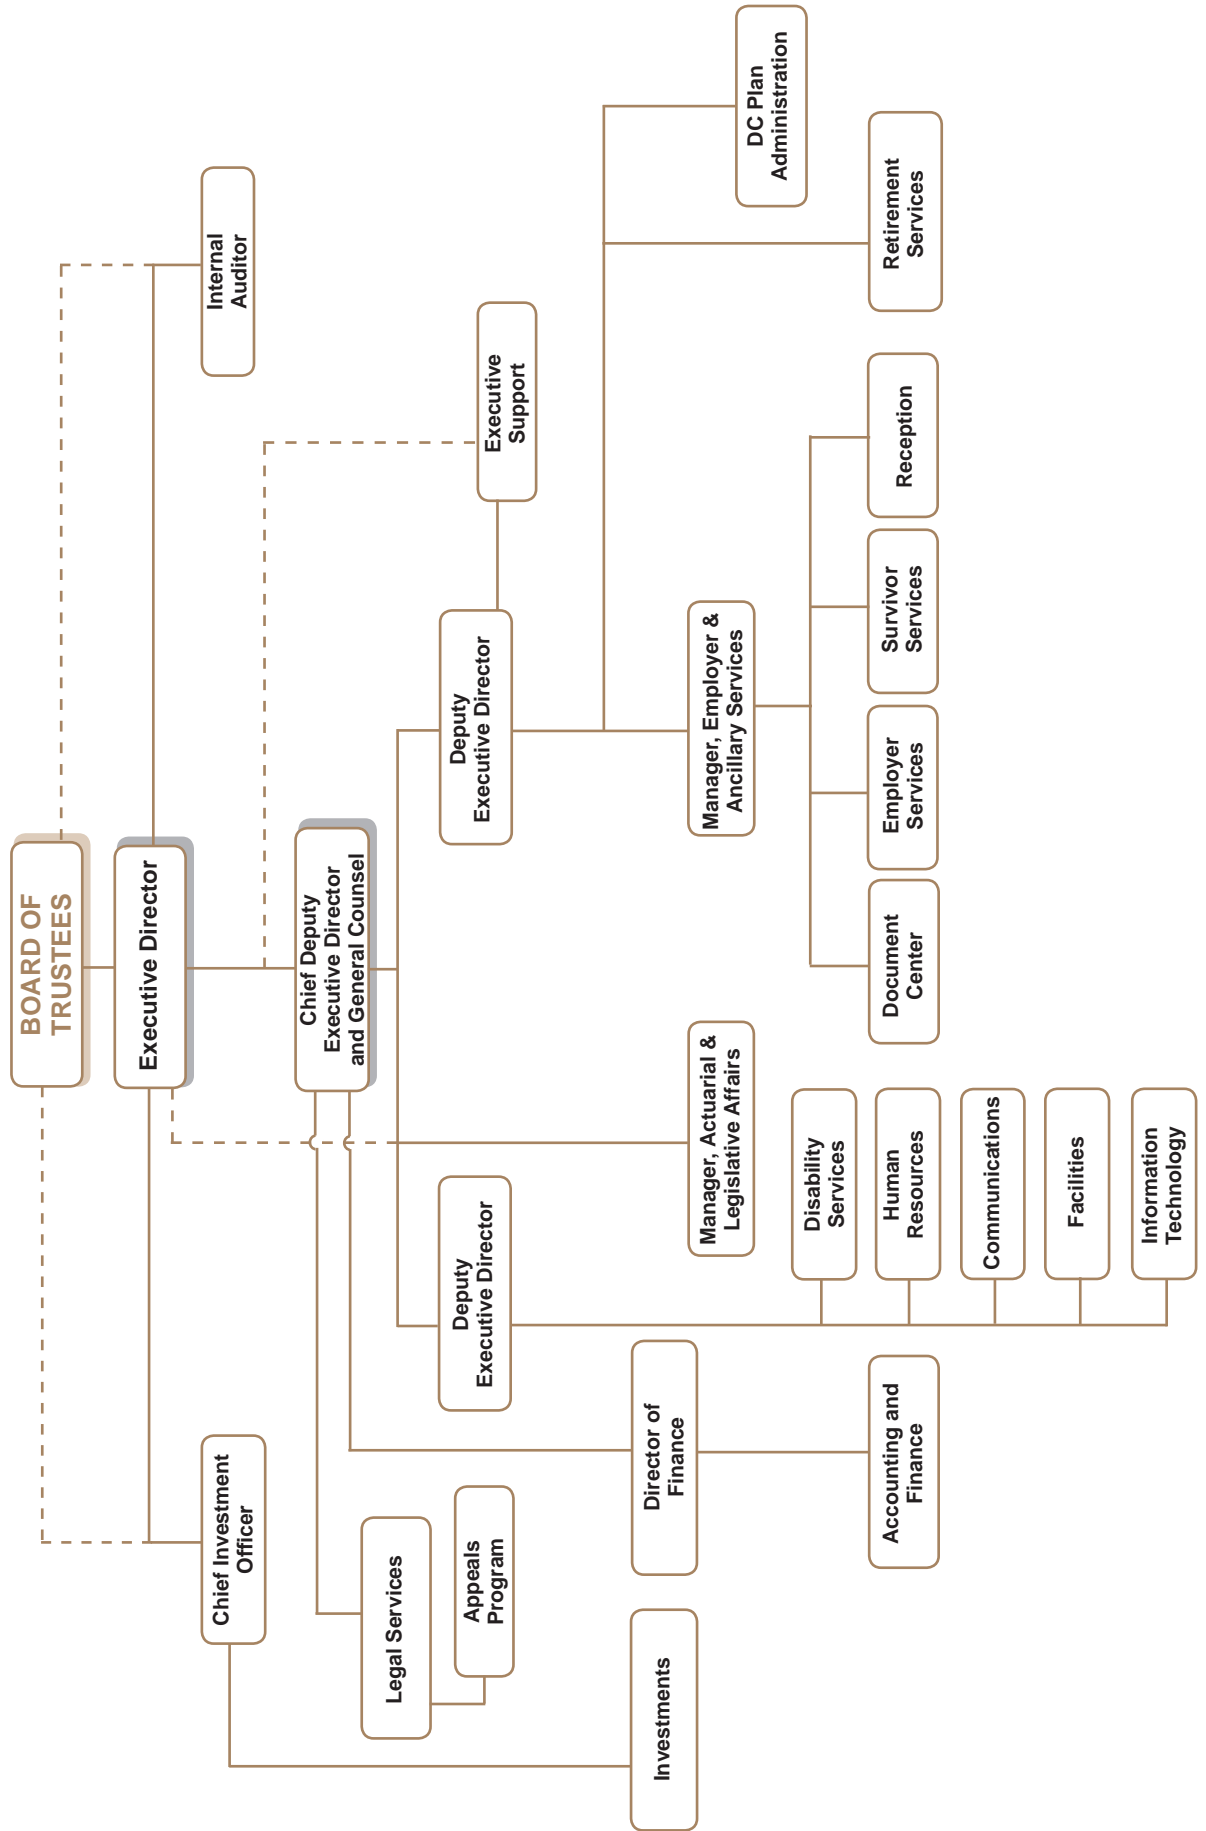 BOARD OF
TRUSTEES
Executive Director
Chief Investment
Officer
Internal
Auditor
Chief Deputy
Executive Director
and General Counsel
Legal Services
Appeals
Program
Deputy
Executive Director
Deputy
Executive Director
Executive
Support
Investments
Director of
Finance
Manager, Actuarial &
Legislative Affairs
Manager, Employer &
Ancillary Services
DC Plan
Administration
Accounting and
Finance
Disability
Services
Human
Resources
Communications
Facilities
Information
Technology
Document
Center
Employer
Services
Survivor
Services
Reception
Retirement
Services